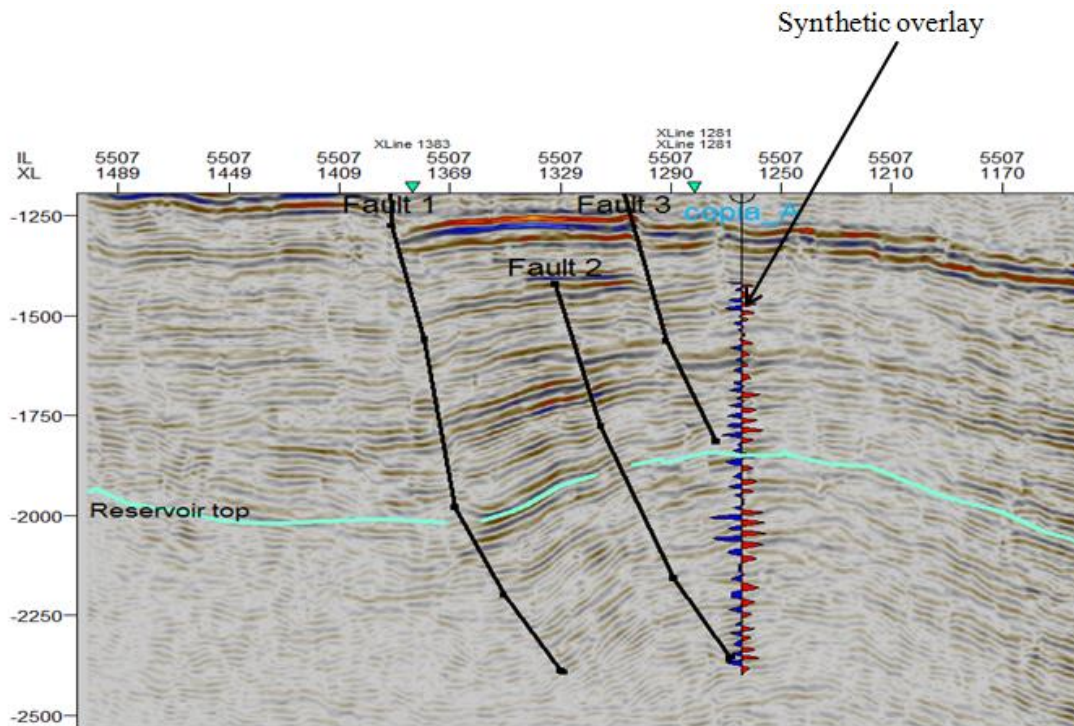 Synthetic overlay
XLine 1383
XLine 1281
XLine 1281
IL 5507 5507 5507 5507 5507 5507 5507 5507 5507
XL 1489 1449 1409 1369 1329 1290 1250 1210 1170
-1250
Fault 1
Fault 3
copia_A
Fault 2
-1500
-1750
-2000
Reservoir top
-2250
-2500